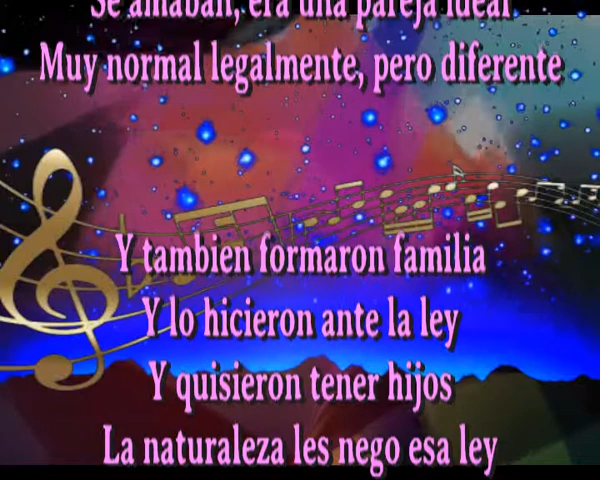 Se amaban, era una pareja ideal
Muy normal legalmente, pero diferente
Y tambien formaron familia
Y lo hicieron ante la ley
Y quisieron tener hijos
La naturaleza les nego esa ley